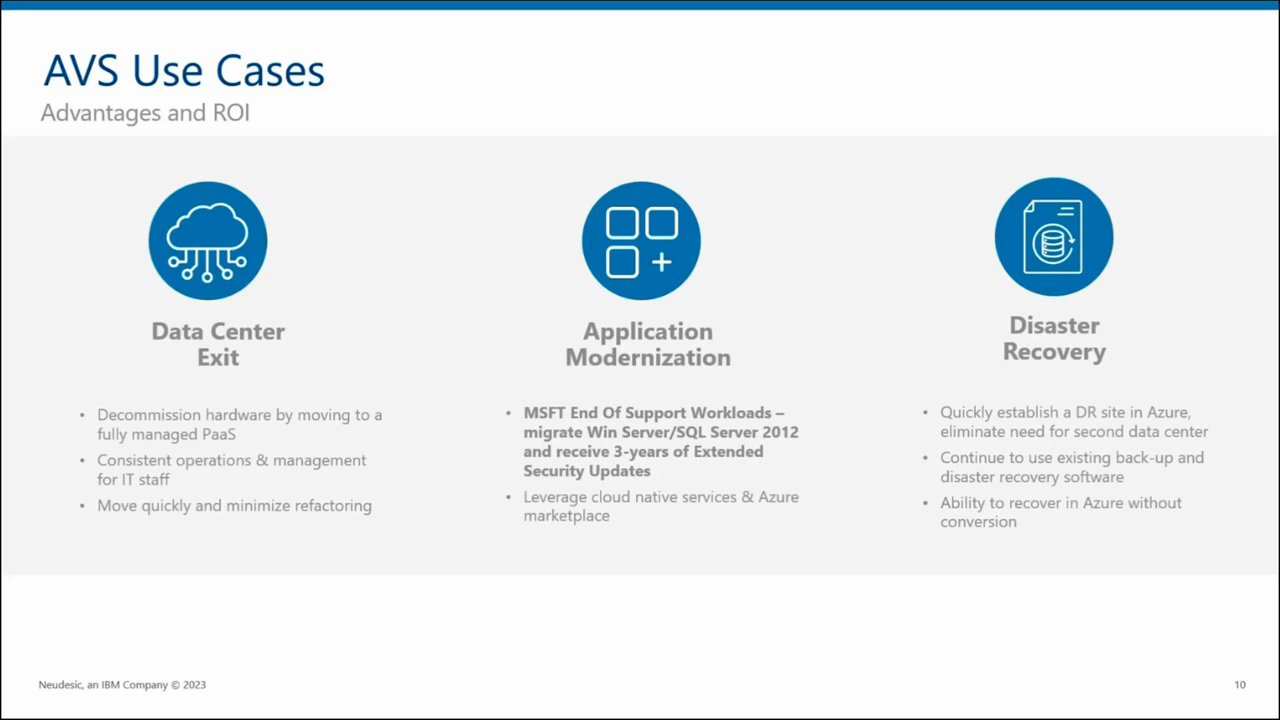 AVS Use Cases
Advantages and ROI
Data Center
Exit
• Decommission hardware by moving to a
fully managed PaaS
• Consistent operations & management
for IT staff
• Move quickly and minimize refactoring
Application
Modernization
• MSFT End Of Support Workloads –
migrate Win Server/SQL Server 2012
and receive 3-years of Extended
Security Updates
• Leverage cloud native services & Azure
marketplace
Disaster
Recovery
• Quickly establish a DR site in Azure,
eliminate need for second data center
• Continue to use existing back-up and
disaster recovery software
• Ability to recover in Azure without
conversion
Neudesic, an IBM Company © 2023
10